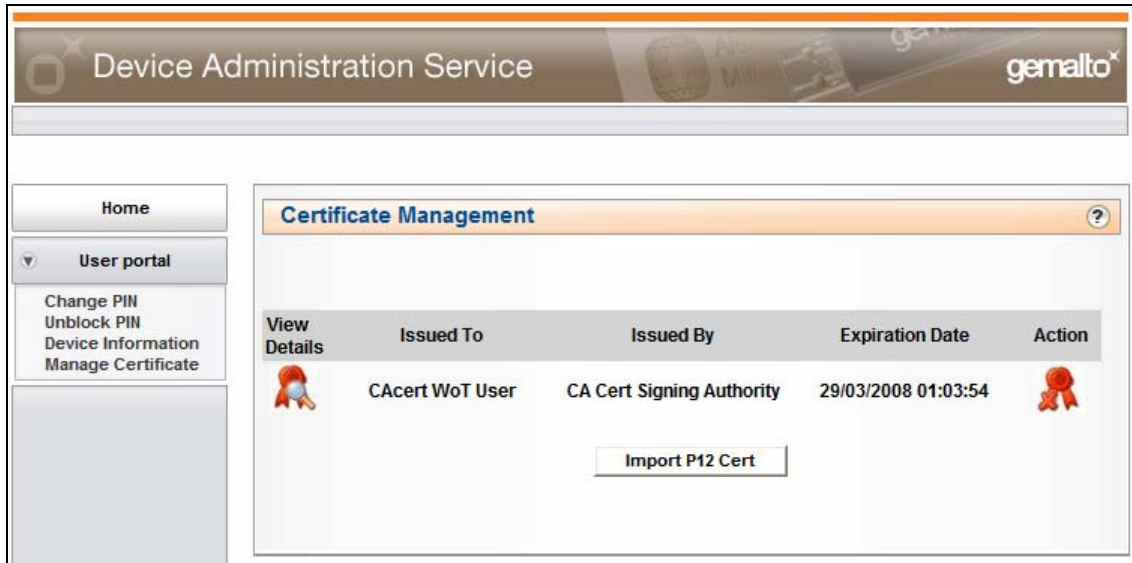 Device Administration Service
gemalto
Home
Certificate Management
?
User portal
Change PIN
Unblock PIN
Device Information
Manage Certificate
View Details
Issued To
Issued By
Expiration Date
Action
CAcert WoT User
CA Cert Signing Authority
29/03/2008 01:03:54
Import P12 Cert